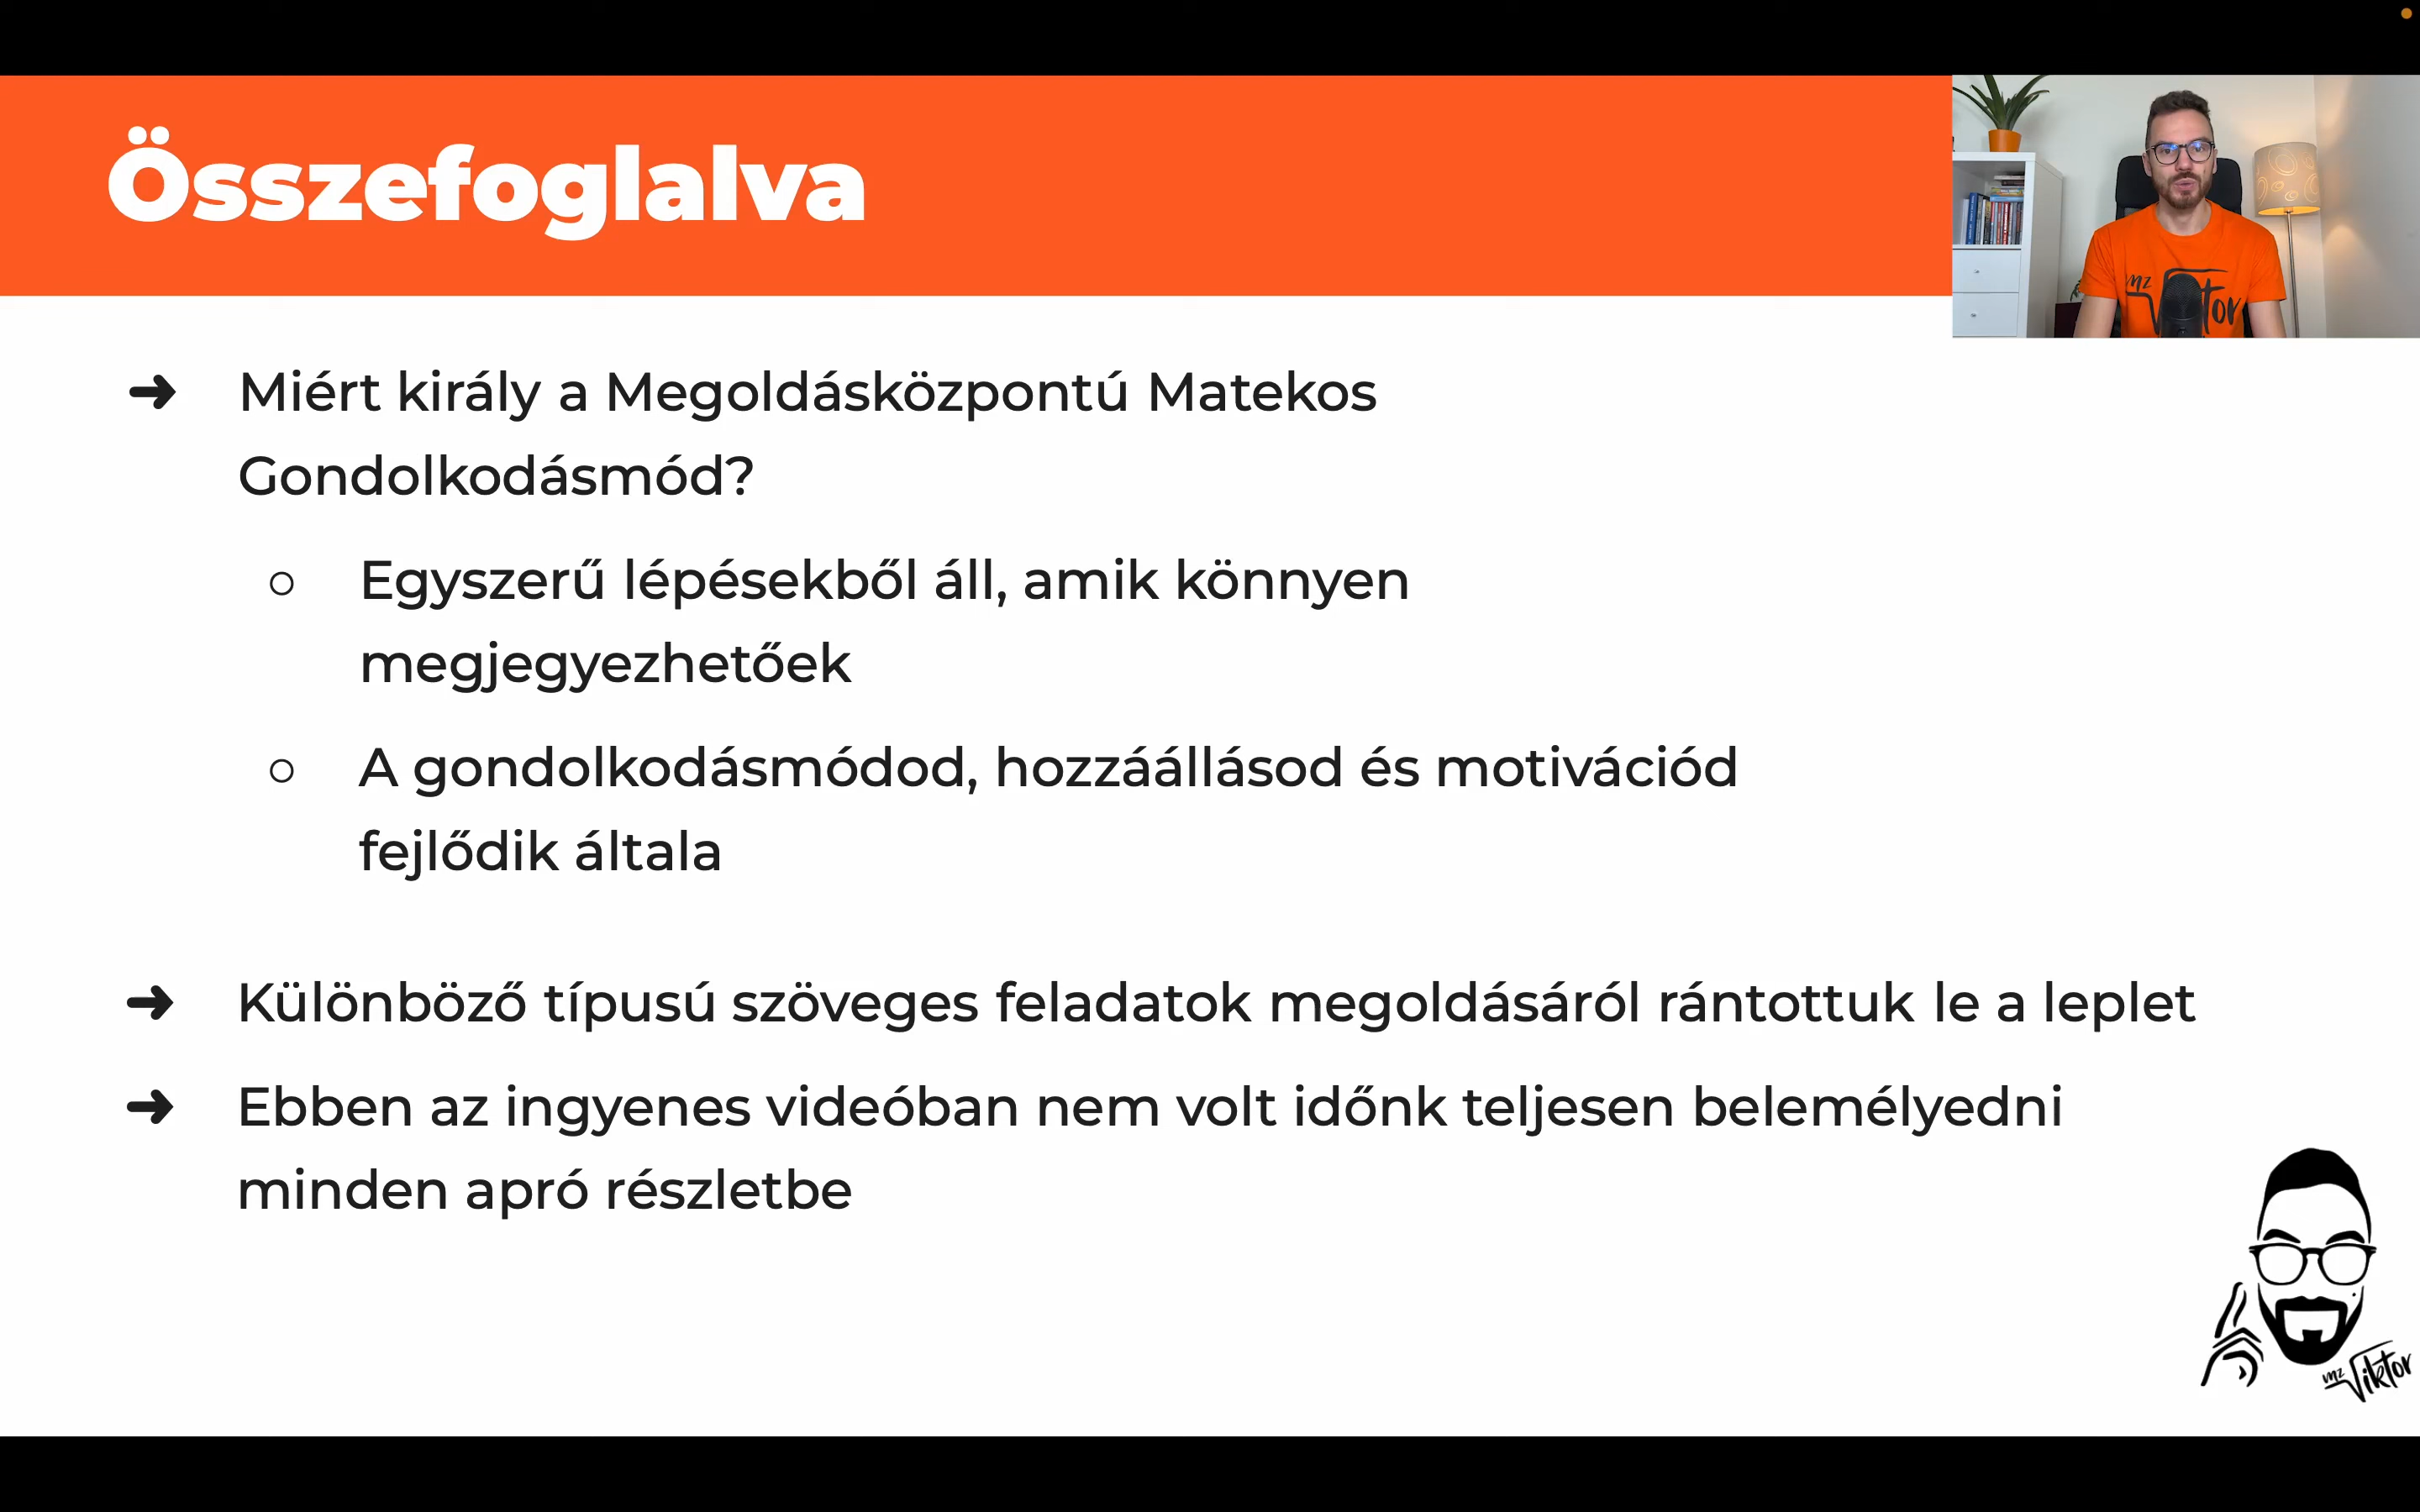 Összefoglalva
mz
Viktor
➜ Miért király a Megoldásközpontú Matekos
Gondolkodásmód?
○ Egyszerű lépésekből áll, amik könnyen
megjegyezhetőek
○ A gondolkodásmódod, hozzáállásod és motivációd
fejlődik általa
➜ Különböző típusú szöveges feladatok megoldásáról rántottuk le a leplet
➜ Ebben az ingyenes videóban nem volt időnk teljesen belemélyedni
minden apró részletbe
mz Viktor